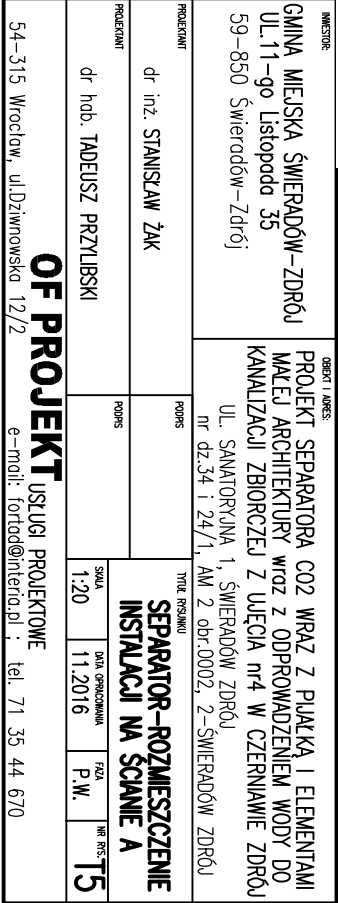 INWESTOR:
GMINA MIEJSKA ŚWIERADÓW-ZDRÓJ
UL.11-go Listopada 35
59-850 Świeradów-Zdrój
OBIEKT I ADRES:
PROJEKT SEPARATORA CO2 WRAZ Z PIJAŁKĄ I ELEMENTAMI
MAŁEJ ARCHITEKTURY wraz z ODPROWADZENIEM WODY DO
KANALIZACJI ZBIORCZEJ Z UJĘCIA nr4 W CZERNIAWIE ZDRÓJ
UL. SANATORYJNA 1, ŚWIERADÓW ZDRÓJ
nr dz.34 i 24/1, AM 2 obr.0002, 2-ŚWIERADÓW ZDRÓJ
PROJEKTANT
dr inż. STANISŁAW ŻAK
PODPIS
PROJEKTANT
dr hab. TADEUSZ PRZYLIBSKI
PODPIS
TYTUŁ RYSUNKU
SEPARATOR-ROZMIESZCZENIE
INSTALACJI NA ŚCIANIE A
SKALA
1:20
DATA OPRACOWANIA
11.2016
FAZA
P.W.
NR RYS.
T5
OF PROJEKT USŁUGI PROJEKTOWE
54-315 Wrocław, ul.Dziwnowska 12/2 e-mail: fortad@interia.pl ; tel. 71 35 44 670